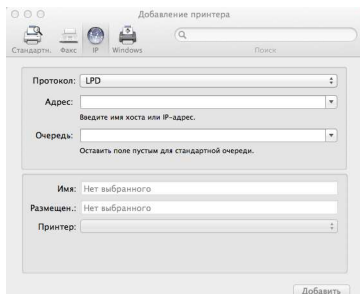 Добавление принтера
Стандартн. Факс IP Windows Поиск
Протокол: LPD
Адрес:
Введите имя хоста или IP-адрес.
Очередь:
Оставить поле пустым для стандартной очереди.
Имя: Нет выбранного
Размещен.: Нет выбранного
Принтер:
Добавить